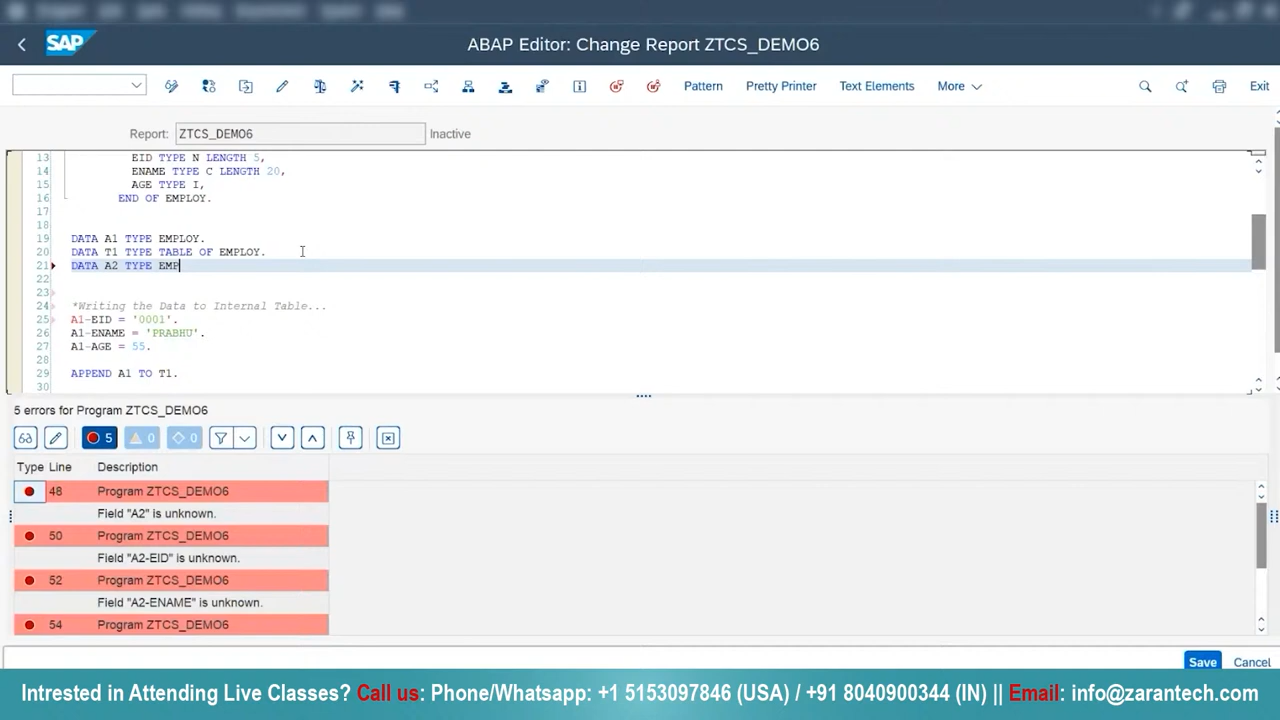 SAP
ABAP Editor: Change Report ZTCS_DEMO6
Pattern
Pretty Printer
Text Elements
More
Exit
Report: ZTCS_DEMO6 Inactive
13 EID TYPE N LENGTH 5,
14 ENAME TYPE C LENGTH 20,
15 AGE TYPE I,
16 END OF EMPLOY.
17
18
19 DATA A1 TYPE EMPLOY.
20 DATA T1 TYPE TABLE OF EMPLOY.
21 DATA A2 TYPE EMP
22
23
24 *Writing the Data to Internal Table...
25 A1-EID = '0001'.
26 A1-ENAME = 'PRABHU'.
27 A1-AGE = 55.
28
29 APPEND A1 TO T1.
30
5 errors for Program ZTCS_DEMO6
5 0 0
Type Line Description
48 Program ZTCS_DEMO6
Field "A2" is unknown.
50 Program ZTCS_DEMO6
Field "A2-EID" is unknown.
52 Program ZTCS_DEMO6
Field "A2-ENAME" is unknown.
54 Program ZTCS_DEMO6
Save Cancel
Intrested in Attending Live Classes? Call us: Phone/Whatsapp: +1 5153097846 (USA) / +91 8040900344 (IN) || Email: info@zarantech.com